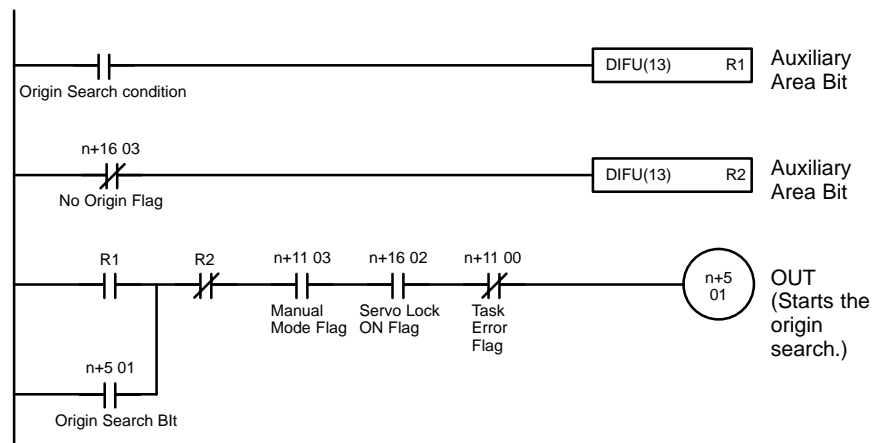 DIFU(13) R1
Auxiliary
Area Bit
Origin Search condition
n+16 03
DIFU(13) R2
Auxiliary
Area Bit
No Origin Flag
R1 R2 n+11 03 n+16 02 n+11 00
n+5
01
OUT
(Starts the
origin
search.)
Manual
Mode Flag
Servo Lock
ON Flag
Task
Error
Flag
n+5 01
Origin Search BIt